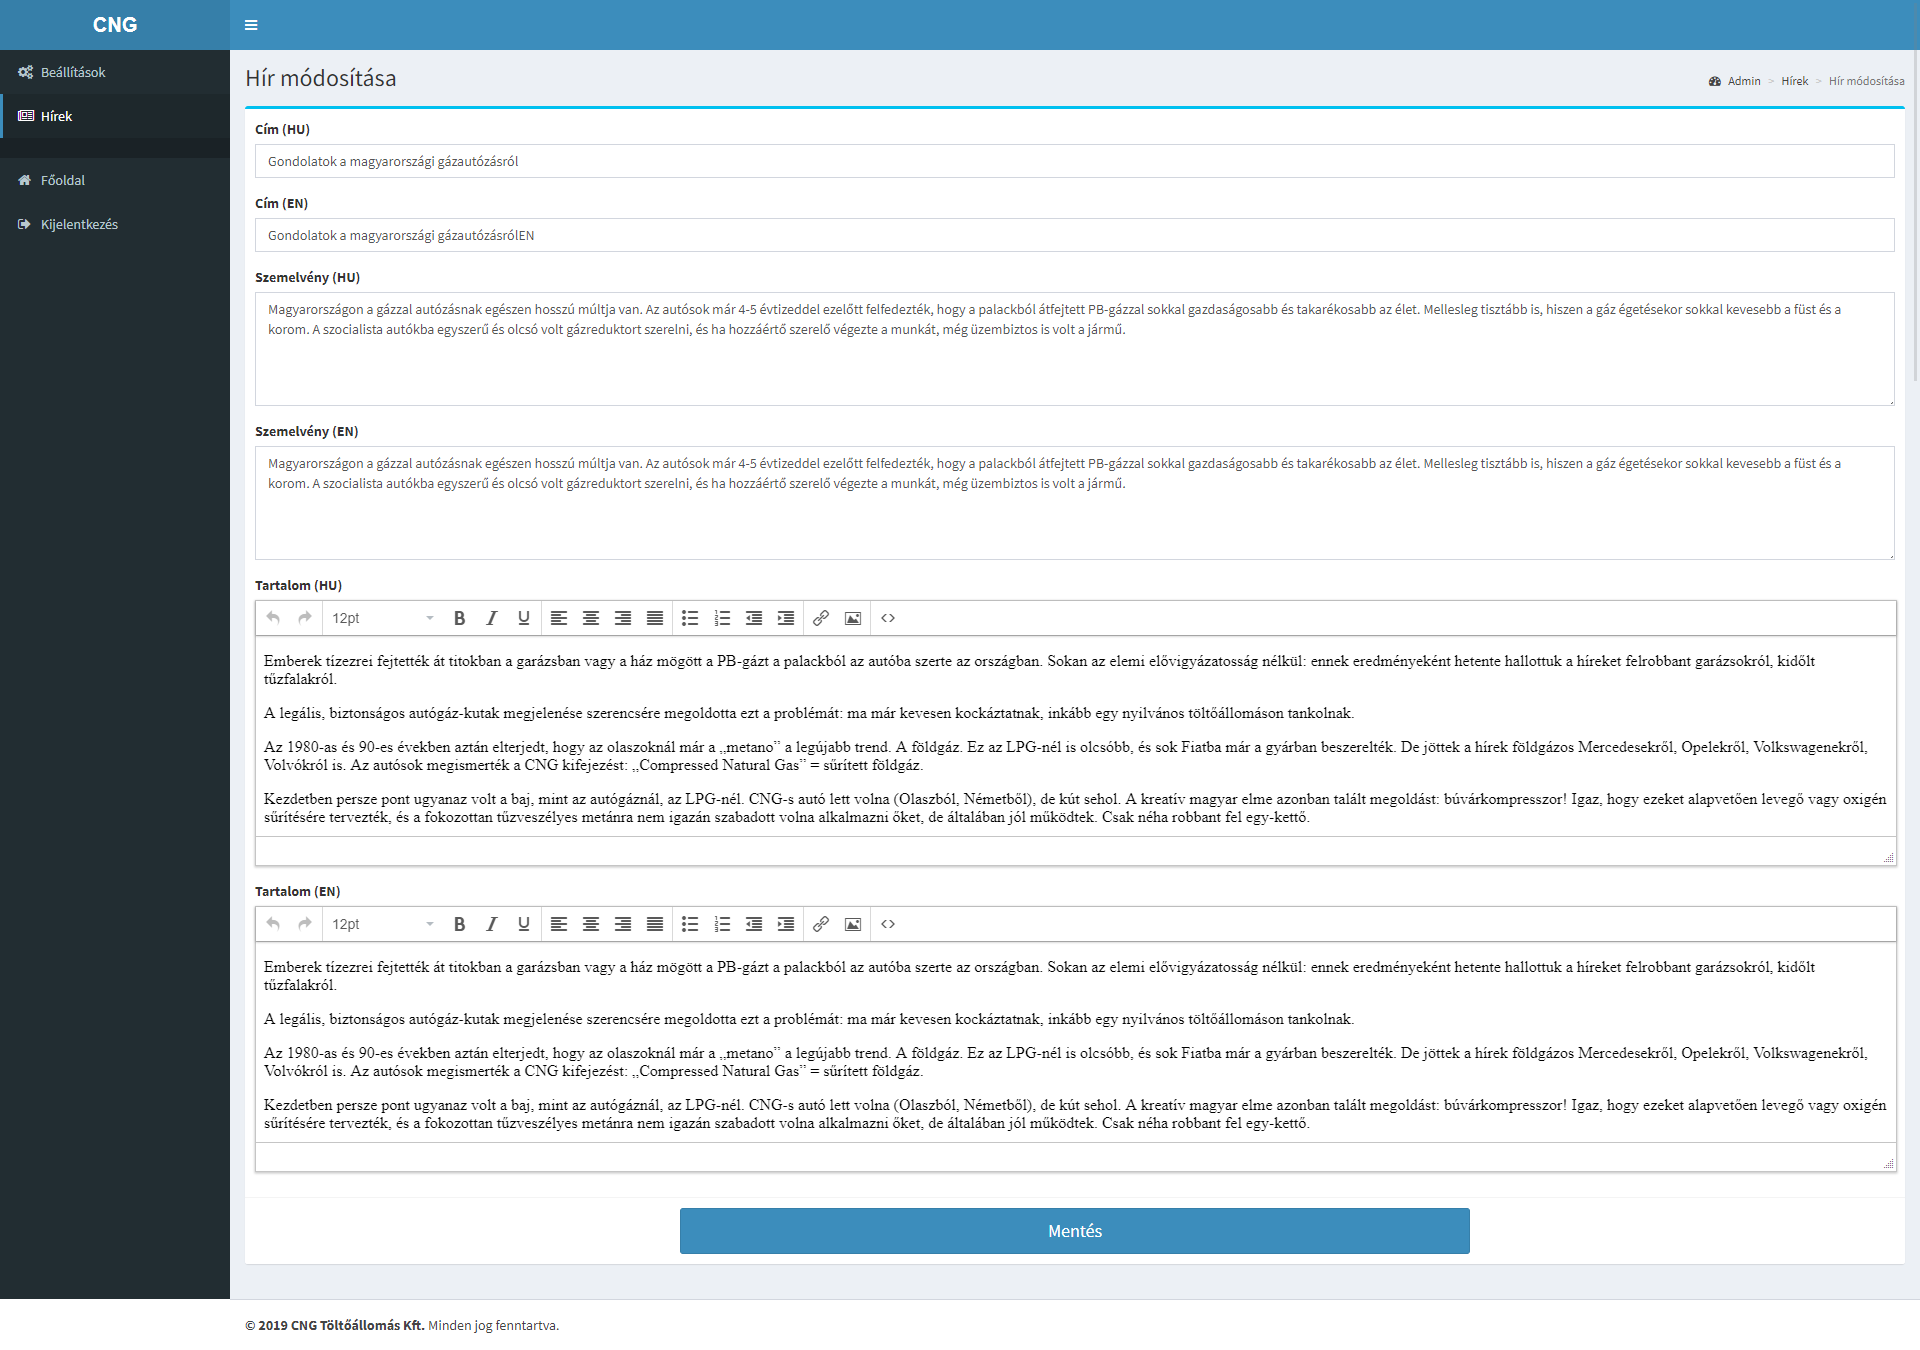 CNG
Beállítások
Hírek
Főoldal
Kijelentkezés
Hír módosítása
Admin > Hírek > Hír módosítása
Cím (HU)
Gondolatok a magyarországi gázautózásról
Cím (EN)
Gondolatok a magyarországi gázautózásrólEN
Szemelvény (HU)
Magyarországon a gázzal autózásnak egészen hosszú múltja van. Az autósok már 4-5 évtizeddel ezelőtt felfedezték, hogy a palackból átfejtett PB-gázzal sokkal gazdaságosabb és takarékosabb az élet. Mellesleg tisztább is, hiszen a gáz égetésekor sokkal kevesebb a füst és a
korom. A szocialista autókba egyszerű és olcsó volt gázreduktort szerelni, és ha hozzáértő szerelő végezte a munkát, még üzembiztos is volt a jármű.
Szemelvény (EN)
Magyarországon a gázzal autózásnak egészen hosszú múltja van. Az autósok már 4-5 évtizeddel ezelőtt felfedezték, hogy a palackból átfejtett PB-gázzal sokkal gazdaságosabb és takarékosabb az élet. Mellesleg tisztább is, hiszen a gáz égetésekor sokkal kevesebb a füst és a
korom. A szocialista autókba egyszerű és olcsó volt gázreduktort szerelni, és ha hozzáértő szerelő végezte a munkát, még üzembiztos is volt a jármű.
Tartalom (HU)
12pt B I U
Emberek tízezrei fejtették át titokban a garázsban vagy a ház mögött a PB-gázt a palackból az autóba szerte az országban. Sokan az elemi elővigyázatosság nélkül: ennek eredményeként hetente hallottuk a híreket felrobbant garázsokról, kidőlt
tűzfalakról.
A legális, biztonságos autógáz-kutak megjelenése szerencsére megoldotta ezt a problémát: ma már kevesen kockáztatnak, inkább egy nyilvános töltőállomáson tankolnak.
Az 1980-as és 90-es években aztán elterjedt, hogy az olaszoknál már a „metano” a legújabb trend. A földgáz. Ez az LPG-nél is olcsóbb, és sok Fiatba már a gyárban beszerelték. De jöttek a hírek földgázos Mercedesekről, Opelekről, Volkswagenekről,
Volvókról is. Az autósok megismerték a CNG kifejezést: „Compressed Natural Gas” = sűrített földgáz.
Kezdetben persze pont ugyanaz volt a baj, mint az autógáznál, az LPG-nél. CNG-s autó lett volna (Olaszból, Németből), de kút sehol. A kreatív magyar elme azonban talált megoldást: búvárkompresszor! Igaz, hogy ezeket alapvetően levegő vagy oxigén
sűrítésére tervezték, és a fokozottan tűzveszélyes metánra nem igazán szabadott volna alkalmazni őket, de általában jól működtek. Csak néha robbant fel egy-kettő.
Tartalom (EN)
12pt B I U
Emberek tízezrei fejtették át titokban a garázsban vagy a ház mögött a PB-gázt a palackból az autóba szerte az országban. Sokan az elemi elővigyázatosság nélkül: ennek eredményeként hetente hallottuk a híreket felrobbant garázsokról, kidőlt
tűzfalakról.
A legális, biztonságos autógáz-kutak megjelenése szerencsére megoldotta ezt a problémát: ma már kevesen kockáztatnak, inkább egy nyilvános töltőállomáson tankolnak.
Az 1980-as és 90-es években aztán elterjedt, hogy az olaszoknál már a „metano” a legújabb trend. A földgáz. Ez az LPG-nél is olcsóbb, és sok Fiatba már a gyárban beszerelték. De jöttek a hírek földgázos Mercedesekről, Opelekről, Volkswagenekről,
Volvókról is. Az autósok megismerték a CNG kifejezést: „Compressed Natural Gas” = sűrített földgáz.
Kezdetben persze pont ugyanaz volt a baj, mint az autógáznál, az LPG-nél. CNG-s autó lett volna (Olaszból, Németből), de kút sehol. A kreatív magyar elme azonban talált megoldást: búvárkompresszor! Igaz, hogy ezeket alapvetően levegő vagy oxigén
sűrítésére tervezték, és a fokozottan tűzveszélyes metánra nem igazán szabadott volna alkalmazni őket, de általában jól működtek. Csak néha robbant fel egy-kettő.
Mentés
© 2019 CNG Töltőállomás Kft. Minden jog fenntartva.